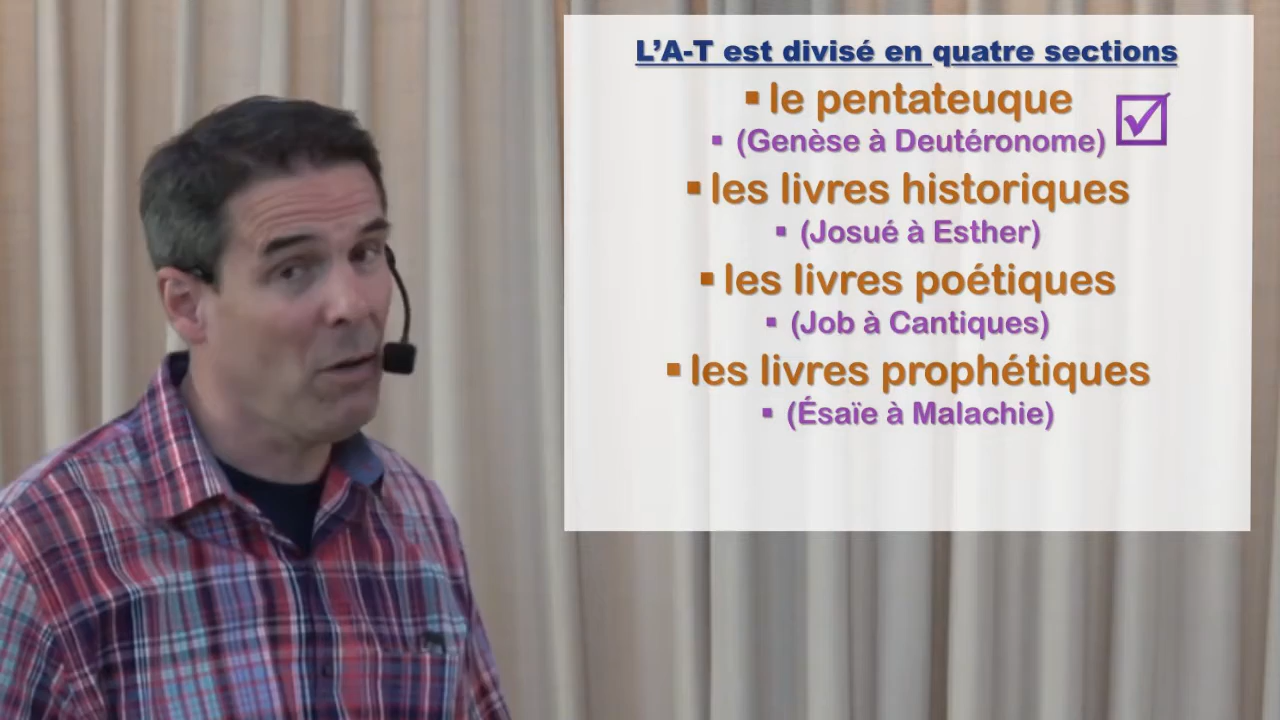 L'A-T est divisé en quatre sections
▪ le pentateuque
▪ (Genèse à Deutéronome)
▪ les livres historiques
▪ (Josué à Esther)
▪ les livres poétiques
▪ (Job à Cantiques)
▪ les livres prophétiques
▪ (Ésaïe à Malachie)